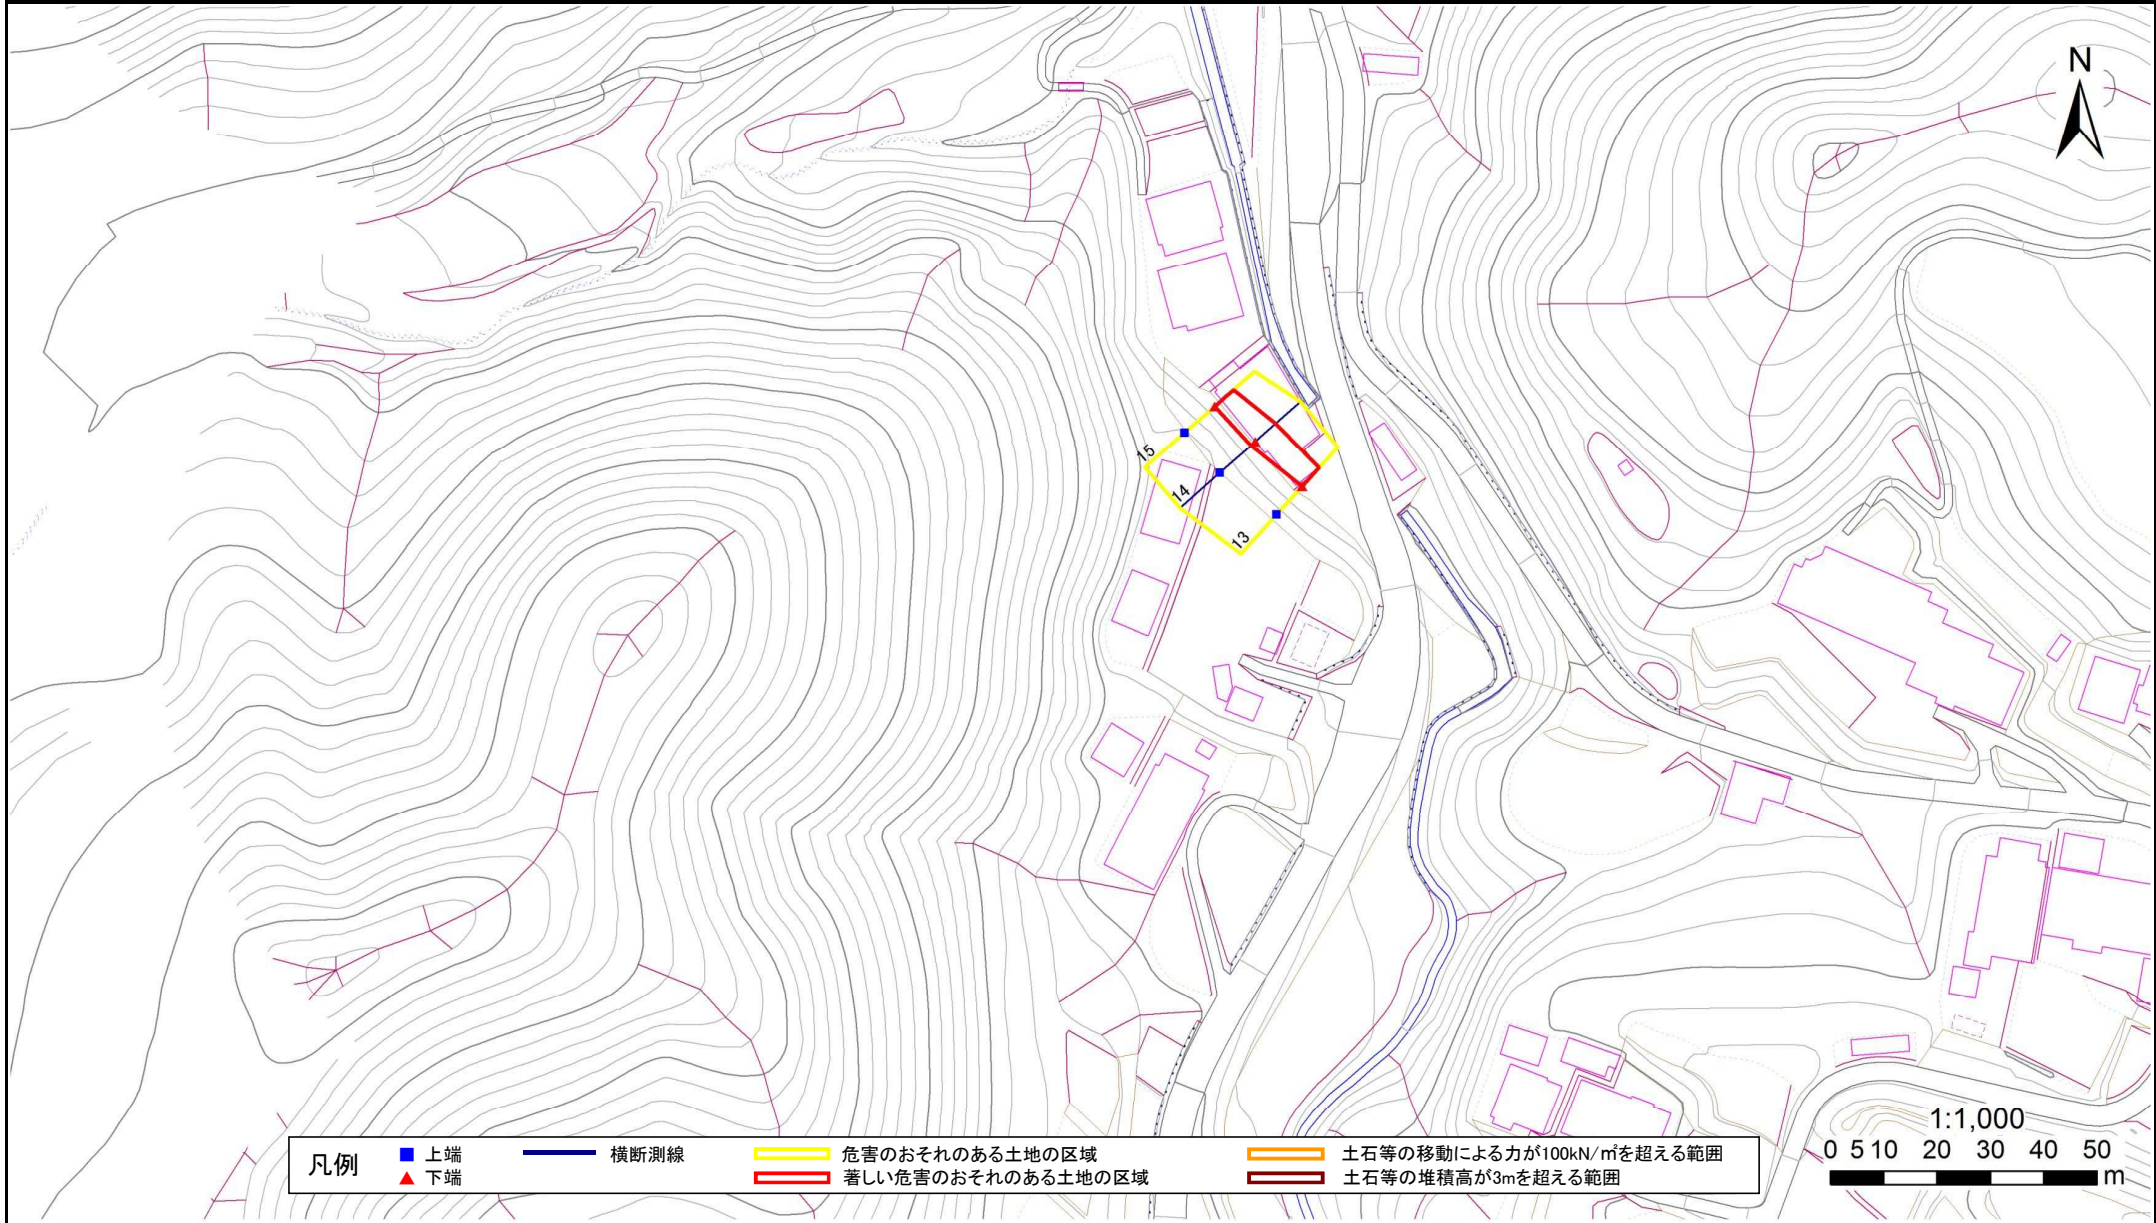 N
15
14
13
1:1,000
0 5 10 20 30 40 50
m
凡例
上端
下端
横断測線
危害のおそれのある土地の区域
著しい危害のおそれのある土地の区域
土石等の移動による力が100kN/㎡を超える範囲
土石等の堆積高が3mを超える範囲